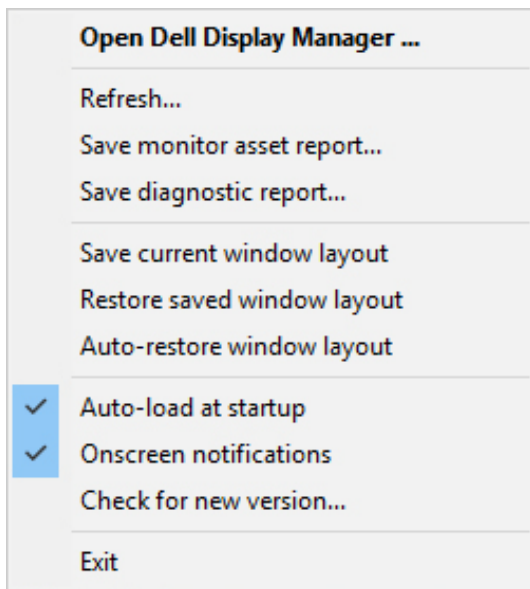 Open Dell Display Manager ...
Refresh...
Save monitor asset report...
Save diagnostic report...
Save current window layout
Restore saved window layout
Auto-restore window layout
Auto-load at startup
Onscreen notifications
Check for new version...
Exit